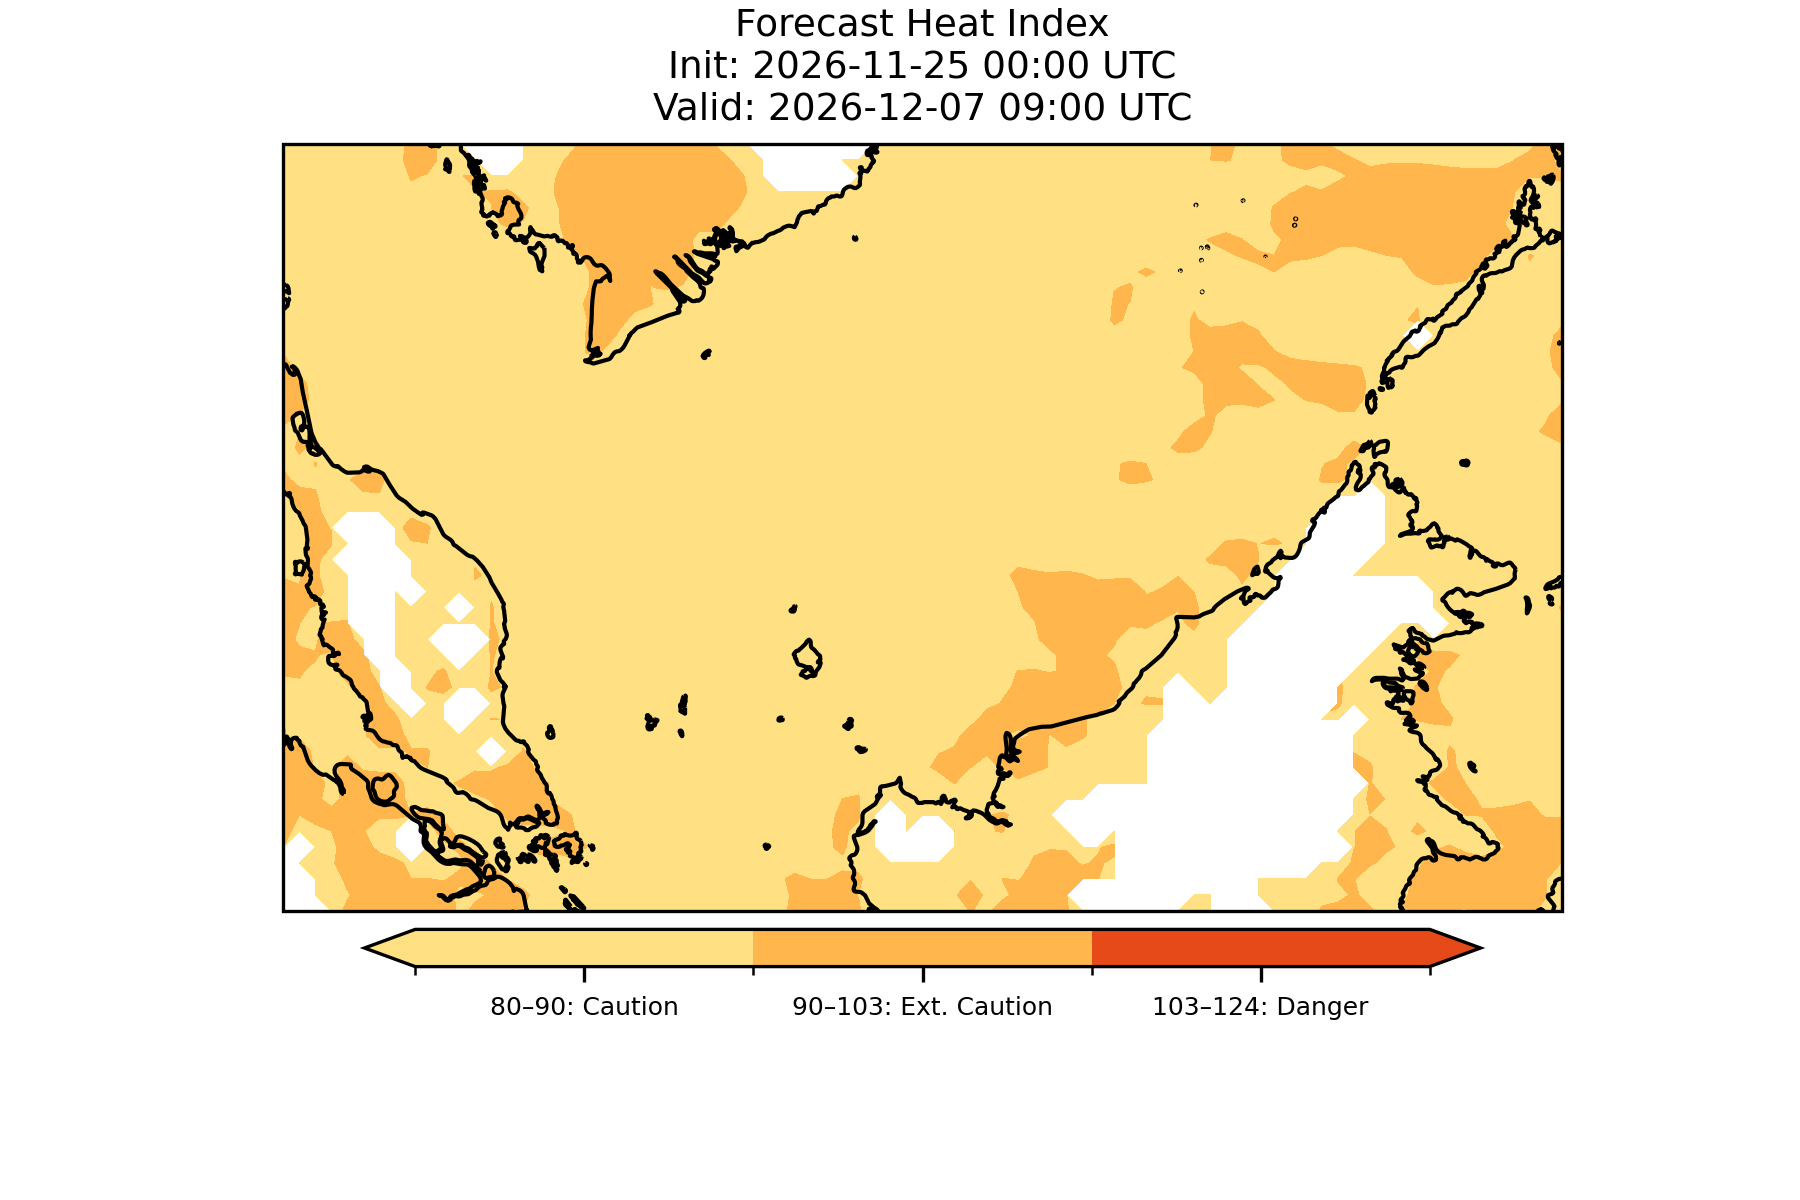 Forecast Heat Index
Init: 2026-11-25 00:00 UTC
Valid: 2026-12-07 09:00 UTC
80–90: Caution
90–103: Ext. Caution
103–124: Danger